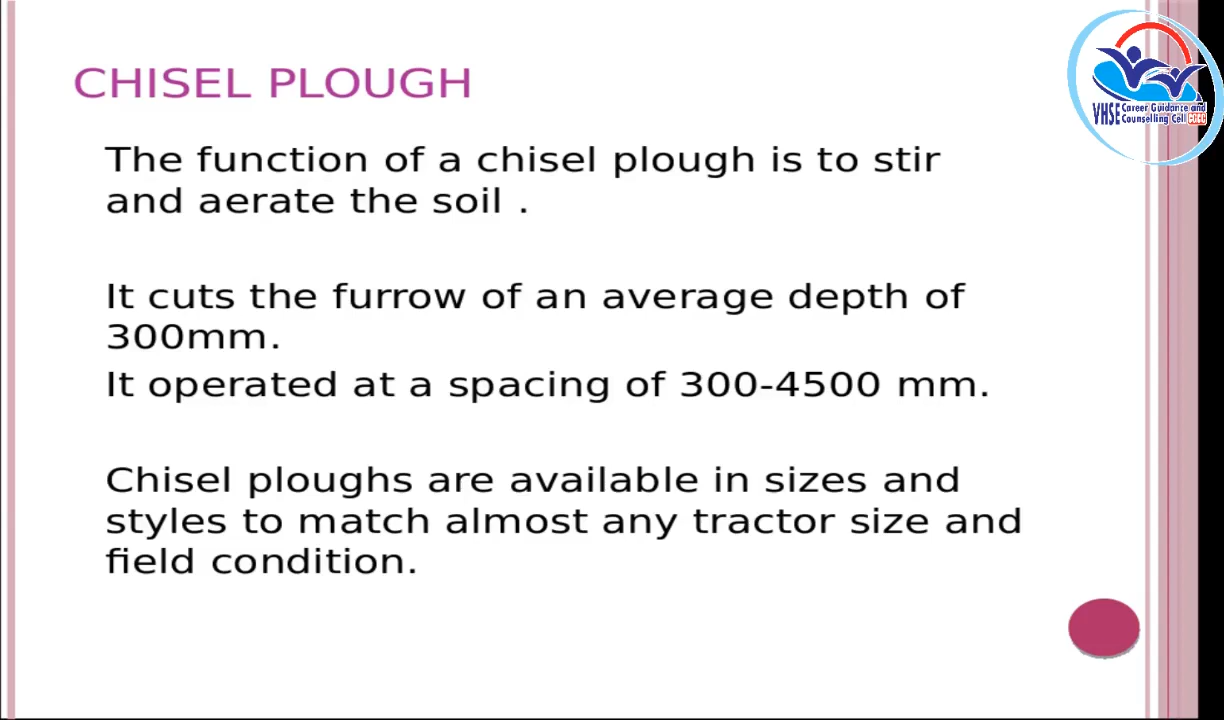 CHISEL PLOUGH
The function of a chisel plough is to stir
and aerate the soil .
It cuts the furrow of an average depth of
300mm.
It operated at a spacing of 300-4500 mm.
Chisel ploughs are available in sizes and
styles to match almost any tractor size and
field condition.
VHSE Career Guidance and
Counselling Cell CGCC